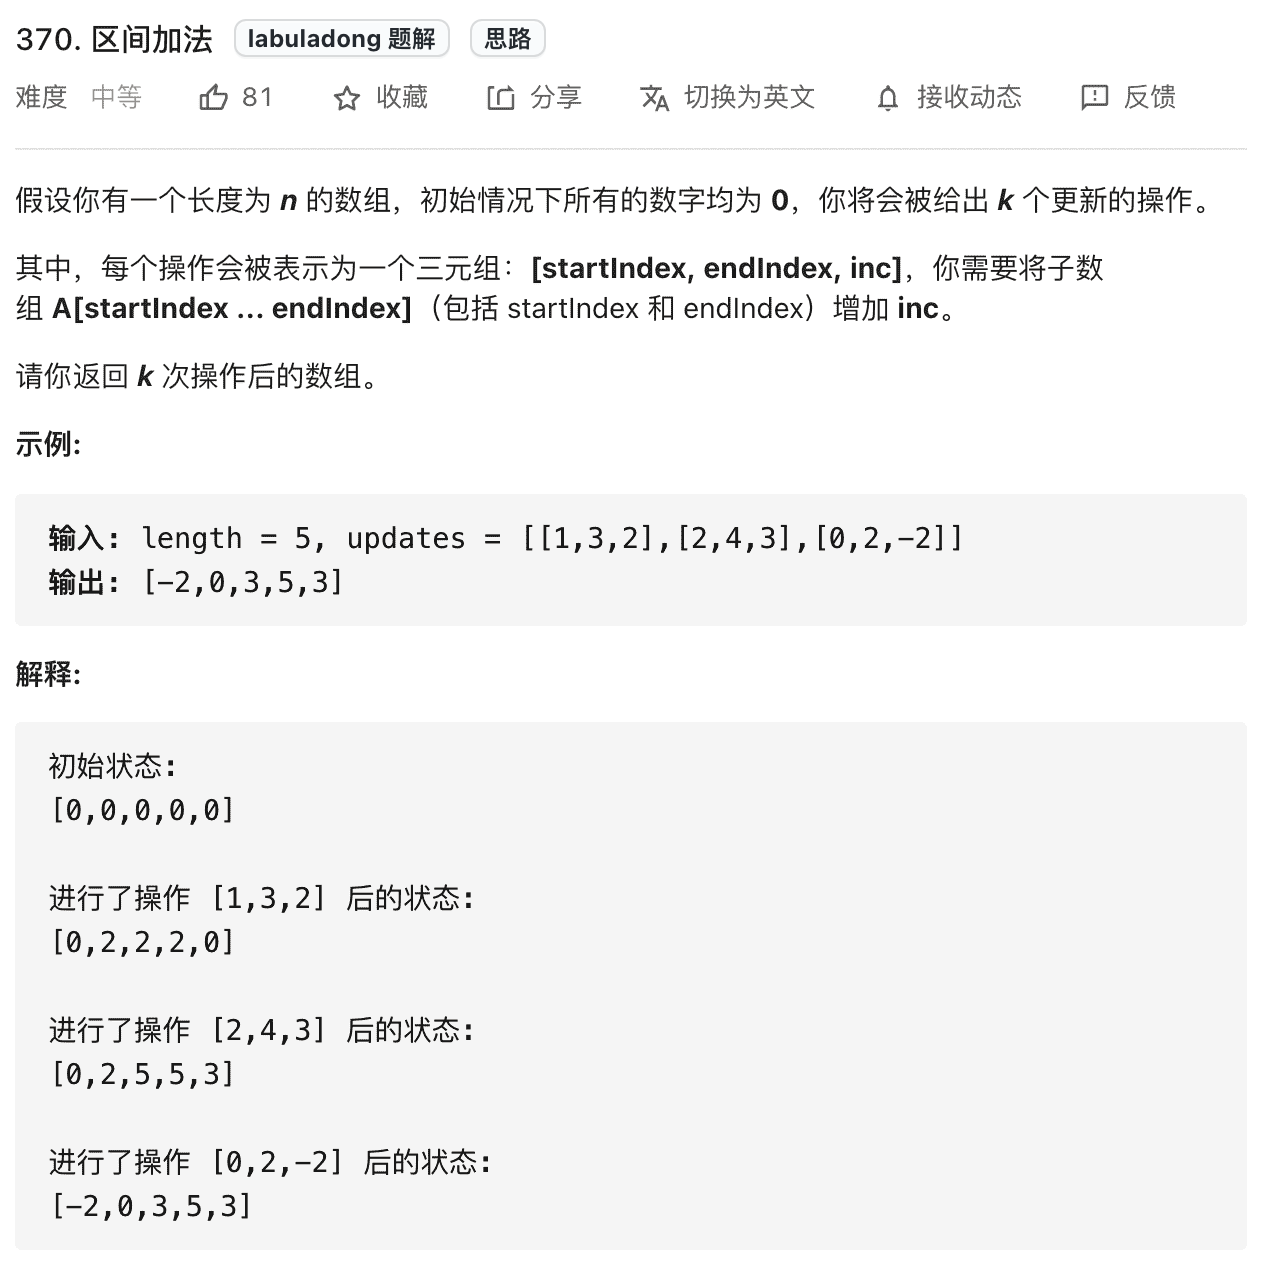 370. 区间加法 labuladong 题解 思路
难度 中等 81 收藏 分享 切换为英文 接收动态 反馈
假设你有一个长度为 n 的数组，初始情况下所有的数字均为 0，你将会被给出 k 个更新的操作。
其中，每个操作会被表示为一个三元组：[startIndex, endIndex, inc]，你需要将子数
组 A[startIndex ... endIndex]（包括 startIndex 和 endIndex）增加 inc。
请你返回 k 次操作后的数组。
示例:
输入: length = 5, updates = [[1,3,2],[2,4,3],[0,2,-2]]
输出: [-2,0,3,5,3]
解释:
初始状态:
[0,0,0,0,0]
进行了操作 [1,3,2] 后的状态:
[0,2,2,2,0]
进行了操作 [2,4,3] 后的状态:
[0,2,5,5,3]
进行了操作 [0,2,-2] 后的状态:
[-2,0,3,5,3]